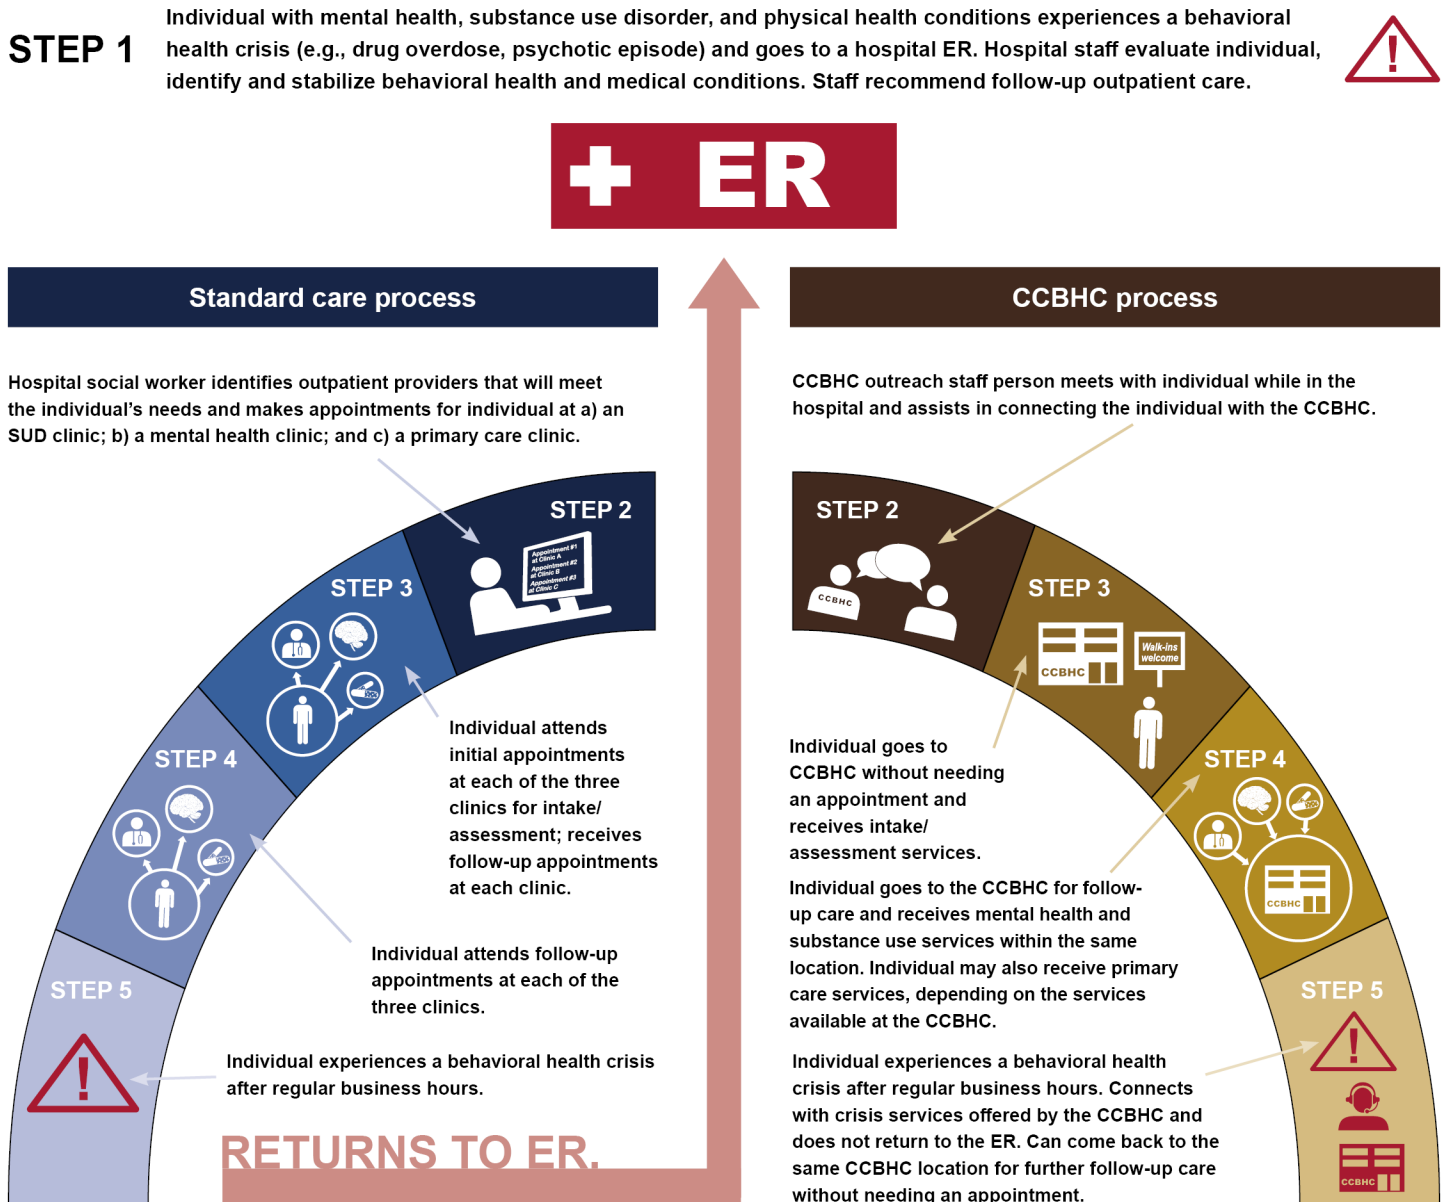 STEP 1
Individual with mental health, substance use disorder, and physical health conditions experiences a behavioral
health crisis (e.g., drug overdose, psychotic episode) and goes to a hospital ER. Hospital staff evaluate individual,
identify and stabilize behavioral health and medical conditions. Staff recommend follow-up outpatient care.
!
ER
Standard care process
Hospital social worker identifies outpatient providers that will meet
the individual's needs and makes appointments for individual at a) an
SUD clinic; b) a mental health clinic; and c) a primary care clinic.
STEP 2
Appointment #1
at Clinic A
Appointment #2
at Clinic B
Appointment #3
at Clinic C
STEP 3
Individual attends
initial appointments
at each of the three
clinics for intake/
assessment; receives
follow-up appointments
at each clinic.
STEP 4
Individual attends follow-up
appointments at each of the
three clinics.
STEP 5
!
Individual experiences a behavioral health crisis
after regular business hours.
RETURNS TO ER.
CCBHC process
CCBHC outreach staff person meets with individual while in the
hospital and assists in connecting the individual with the CCBHC.
STEP 2
CCBHC
STEP 3
CCBHC
Walk-ins
welcome
Individual goes to
CCBHC without needing
an appointment and
receives intake/
assessment services.
STEP 4
CCBHC
Individual goes to the CCBHC for follow-
up care and receives mental health and
substance use services within the same
location. Individual may also receive primary
care services, depending on the services
available at the CCBHC.
STEP 5
!
CCBHC
Individual experiences a behavioral health
crisis after regular business hours. Connects
with crisis services offered by the CCBHC and
does not return to the ER. Can come back to the
same CCBHC location for further follow-up care
without needing an appointment.